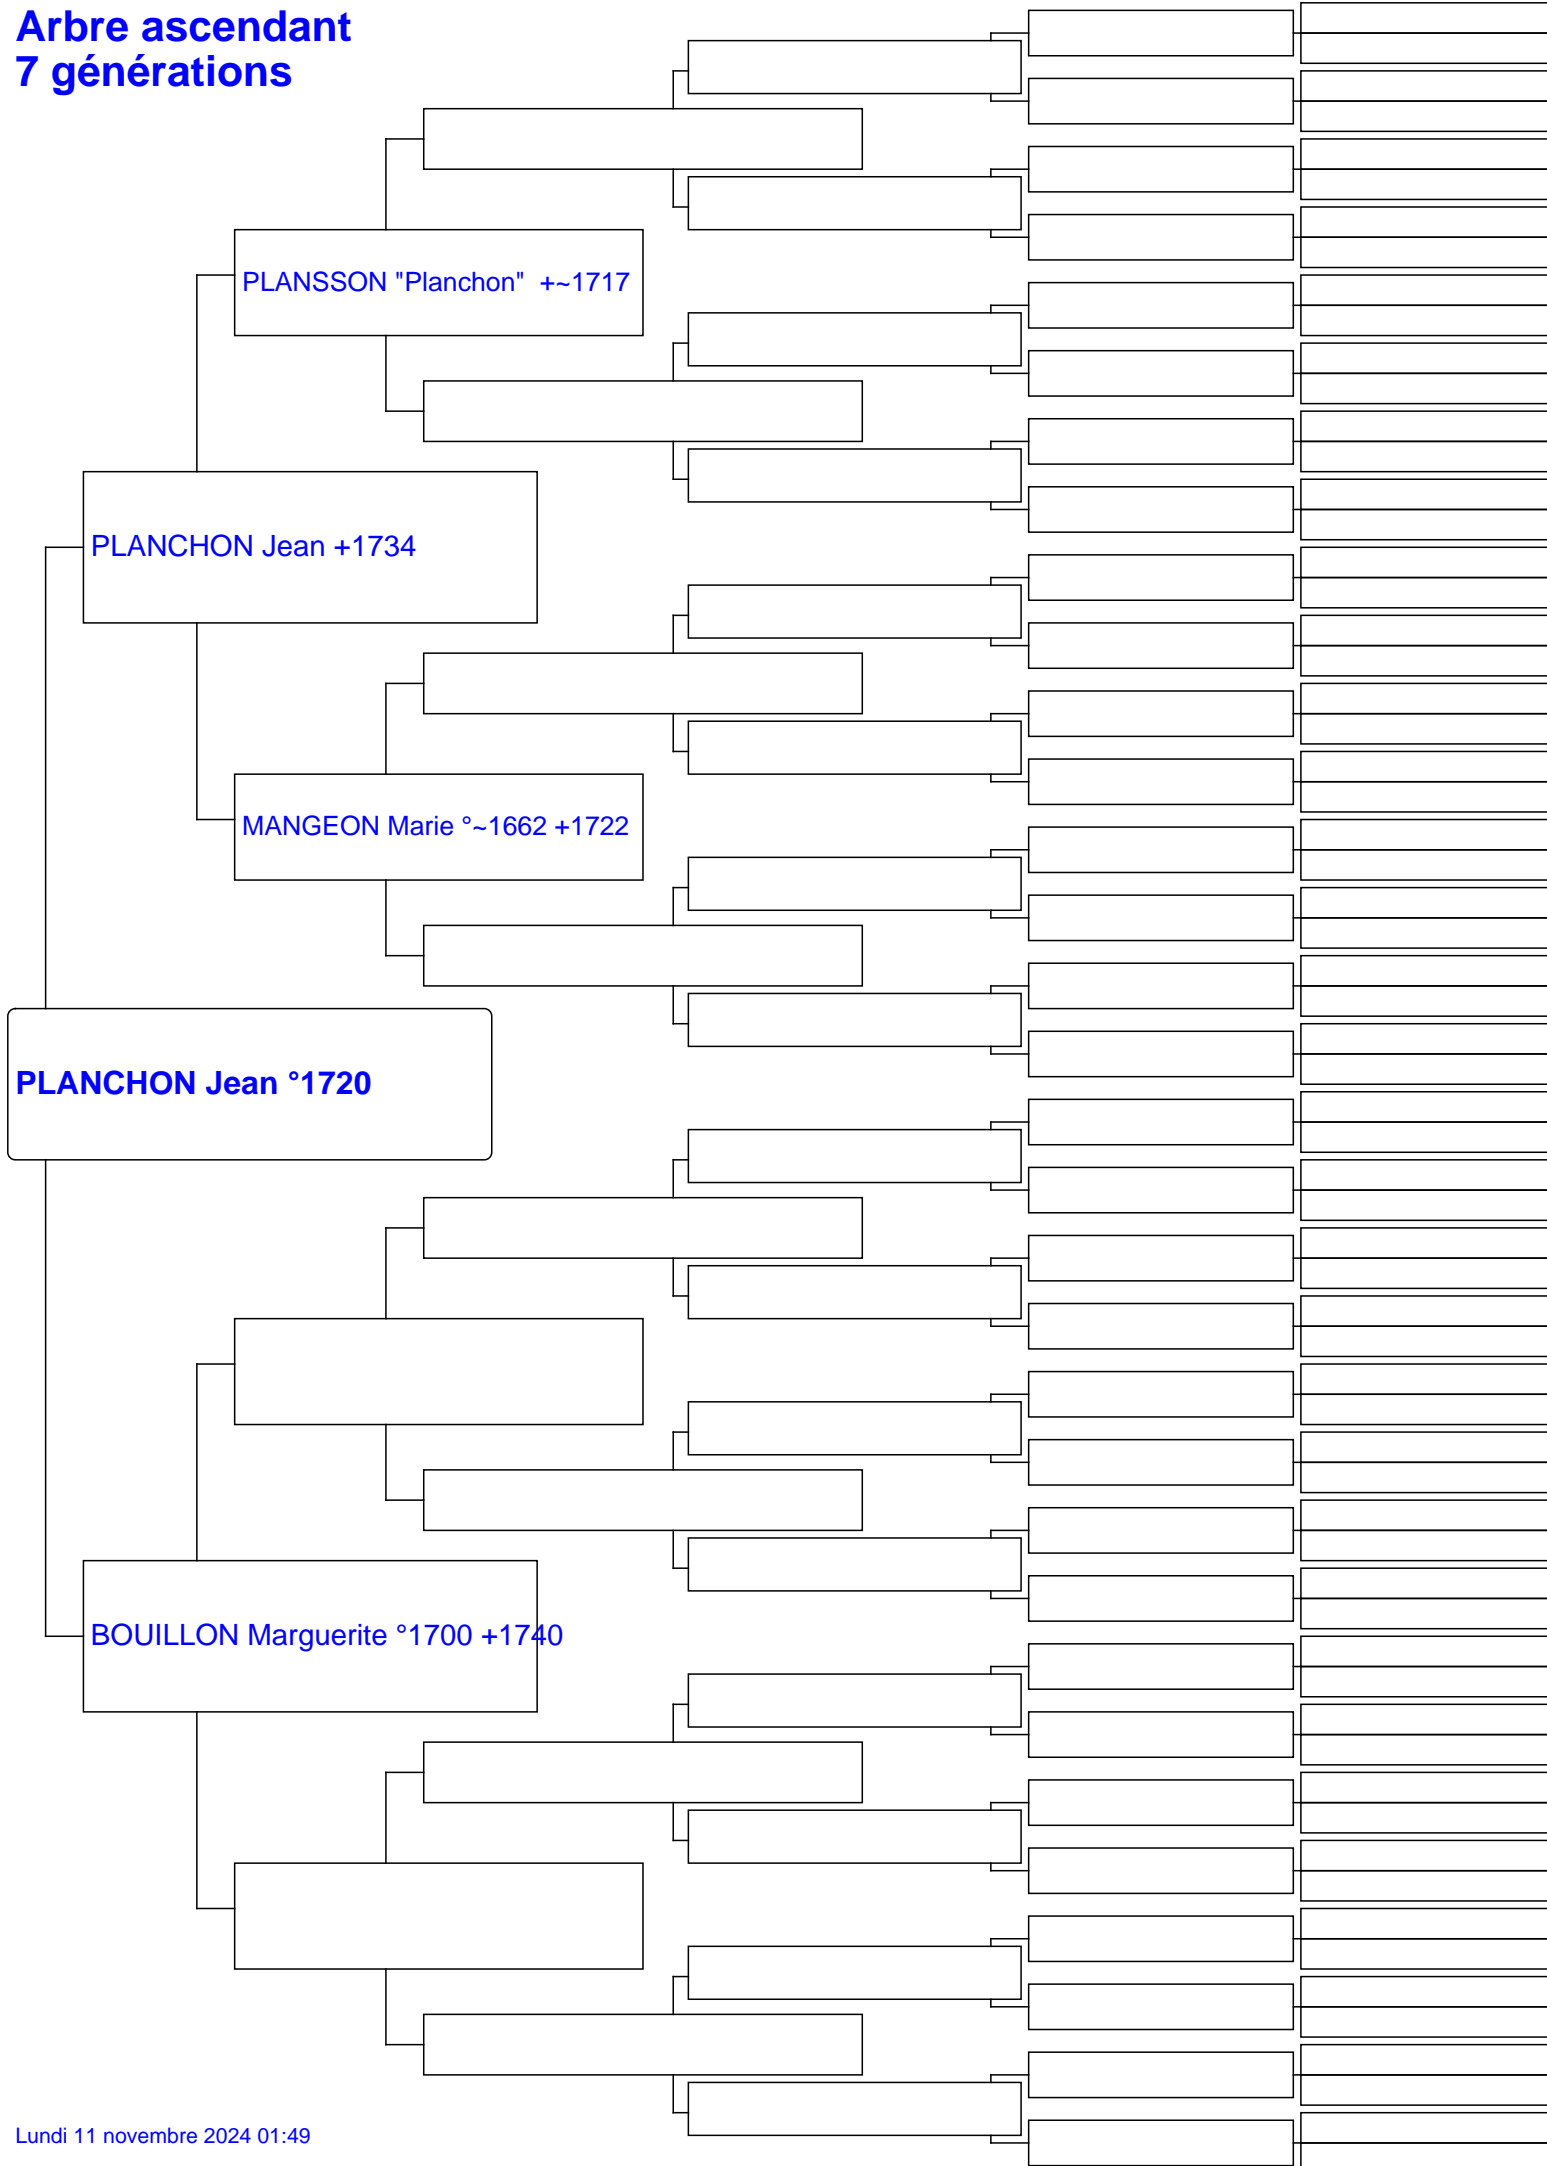 Arbre ascendant
7 générations
PLANSSON "Planchon"  +~1717
PLANCHON Jean +1734
MANGEON Marie °~1662 +1722
PLANCHON Jean °1720
BOUILLON Marguerite °1700 +1740
Lundi 11 novembre 2024 01:49